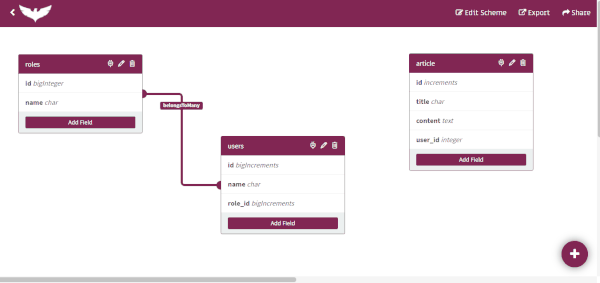 Edit Scheme Export Share
roles
id bigInteger
name char
Add Field
belongsToMany
users
id bigIncrements
name char
role_id bigIncrements
Add Field
article
id increments
title char
content text
user_id integer
Add Field